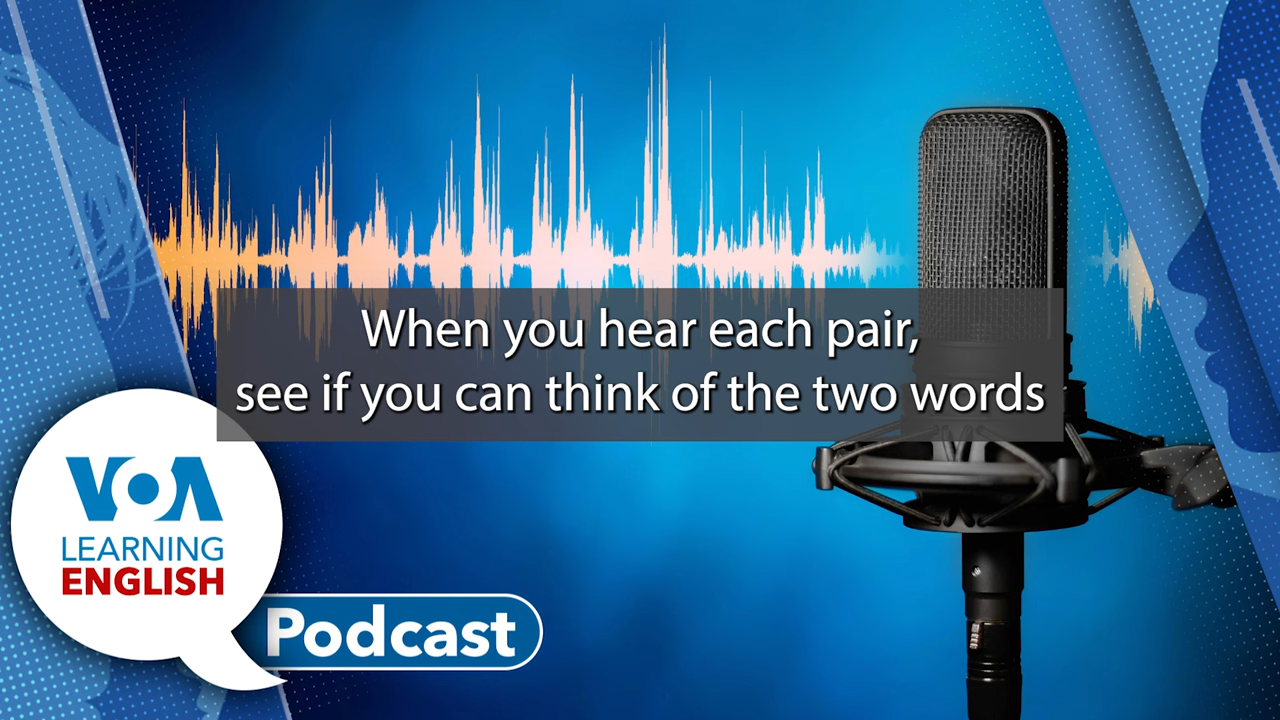 When you hear each pair,
see if you can think of the two words
VOA
LEARNING
ENGLISH
Podcast